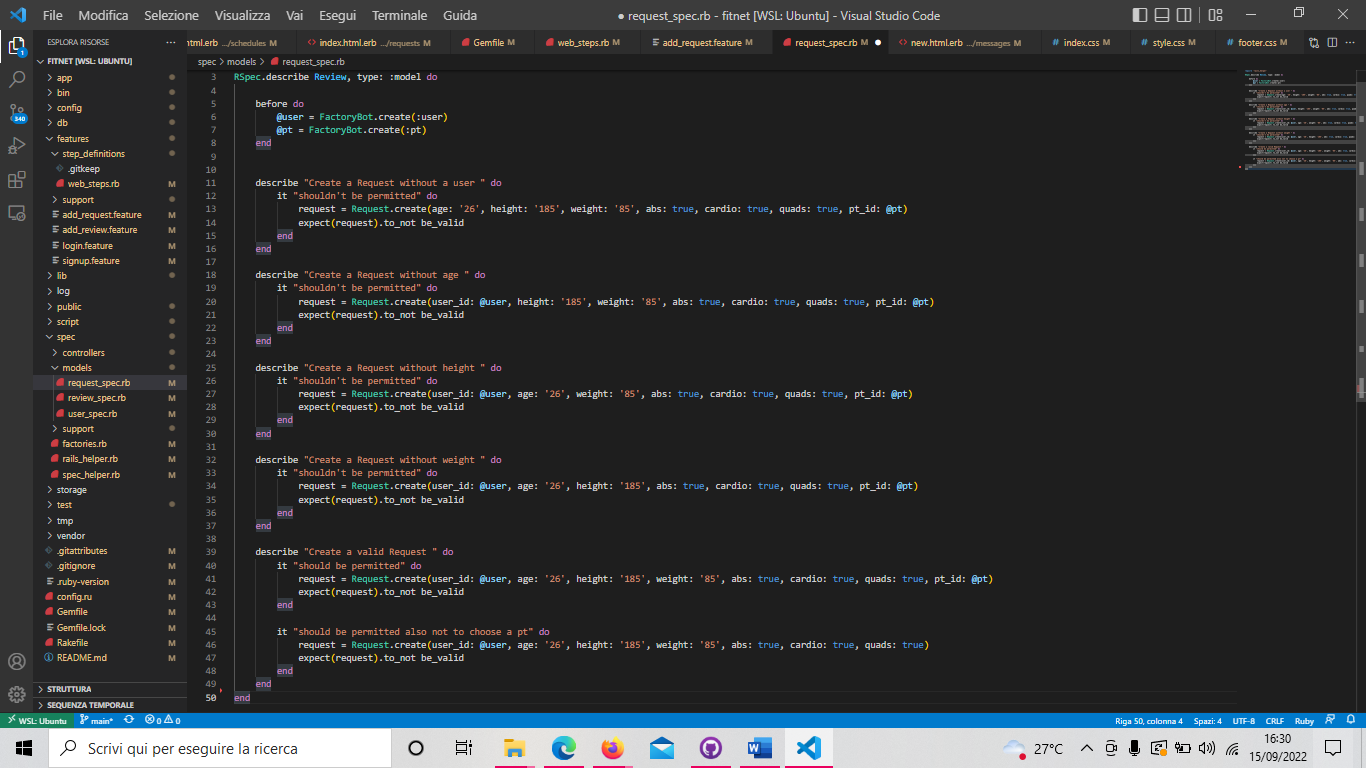 File Modifica Selezione Visualizza Vai Esegui Terminale Guida
● request_spec.rb - fitnet [WSL: Ubuntu] - Visual Studio Code
ESPLORA RISORSE ...
ntml.erb .../schedules M
index.html.erb .../requests M
Gemfile M
web_steps.rb M
add_request.feature M
request_spec.rb M ●
new.html.erb .../messages M
index.css M
style.css M
footer.css M
1
340
FITNET [WSL: UBUNTU]
app
bin
config
db
features
step_definitions
.gitkeep
web_steps.rb M
support
add_request.feature M
add_review.feature M
login.feature M
signup.feature M
lib
log
public
script
spec
controllers
models
request_spec.rb M
review_spec.rb M
user_spec.rb M
support
factories.rb M
rails_helper.rb M
spec_helper.rb M
storage
test
tmp
vendor
.gitattributes M
.gitignore M
.ruby-version M
config.ru M
Gemfile M
Gemfile.lock M
Rakefile M
README.md M
STRUTTURA
SEQUENZA TEMPORALE
spec > models > request_spec.rb
3 RSpec.describe Review, type: :model do
4
5 before do
6 @user = FactoryBot.create(:user)
7 @pt = FactoryBot.create(:pt)
8 end
9
10
11 describe "Create a Request without a user " do
12 it "shouldn't be permitted" do
13 request = Request.create(age: '26', height: '185', weight: '85', abs: true, cardio: true, quads: true, pt_id: @pt)
14 expect(request).to_not be_valid
15 end
16 end
17
18 describe "Create a Request without age " do
19 it "shouldn't be permitted" do
20 request = Request.create(user_id: @user, height: '185', weight: '85', abs: true, cardio: true, quads: true, pt_id: @pt)
21 expect(request).to_not be_valid
22 end
23 end
24
25 describe "Create a Request without height " do
26 it "shouldn't be permitted" do
27 request = Request.create(user_id: @user, age: '26', weight: '85', abs: true, cardio: true, quads: true, pt_id: @pt)
28 expect(request).to_not be_valid
29 end
30 end
31
32 describe "Create a Request without weight " do
33 it "shouldn't be permitted" do
34 request = Request.create(user_id: @user, age: '26', height: '185', abs: true, cardio: true, quads: true, pt_id: @pt)
35 expect(request).to_not be_valid
36 end
37 end
38
39 describe "Create a valid Request " do
40 it "should be permitted" do
41 request = Request.create(user_id: @user, age: '26', height: '185', weight: '85', abs: true, cardio: true, quads: true, pt_id: @pt)
42 expect(request).to_not be_valid
43 end
44
45 it "should be permitted also not to choose a pt" do
46 request = Request.create(user_id: @user, age: '26', height: '185', weight: '85', abs: true, cardio: true, quads: true)
47 expect(request).to_not be_valid
48 end
49 end
50 end
WSL: Ubuntu main* 0 0
Riga 50, colonna 4 Spazi: 4 UTF-8 CRLF Ruby
Scrivi qui per eseguire la ricerca
27°C
16:30
15/09/2022